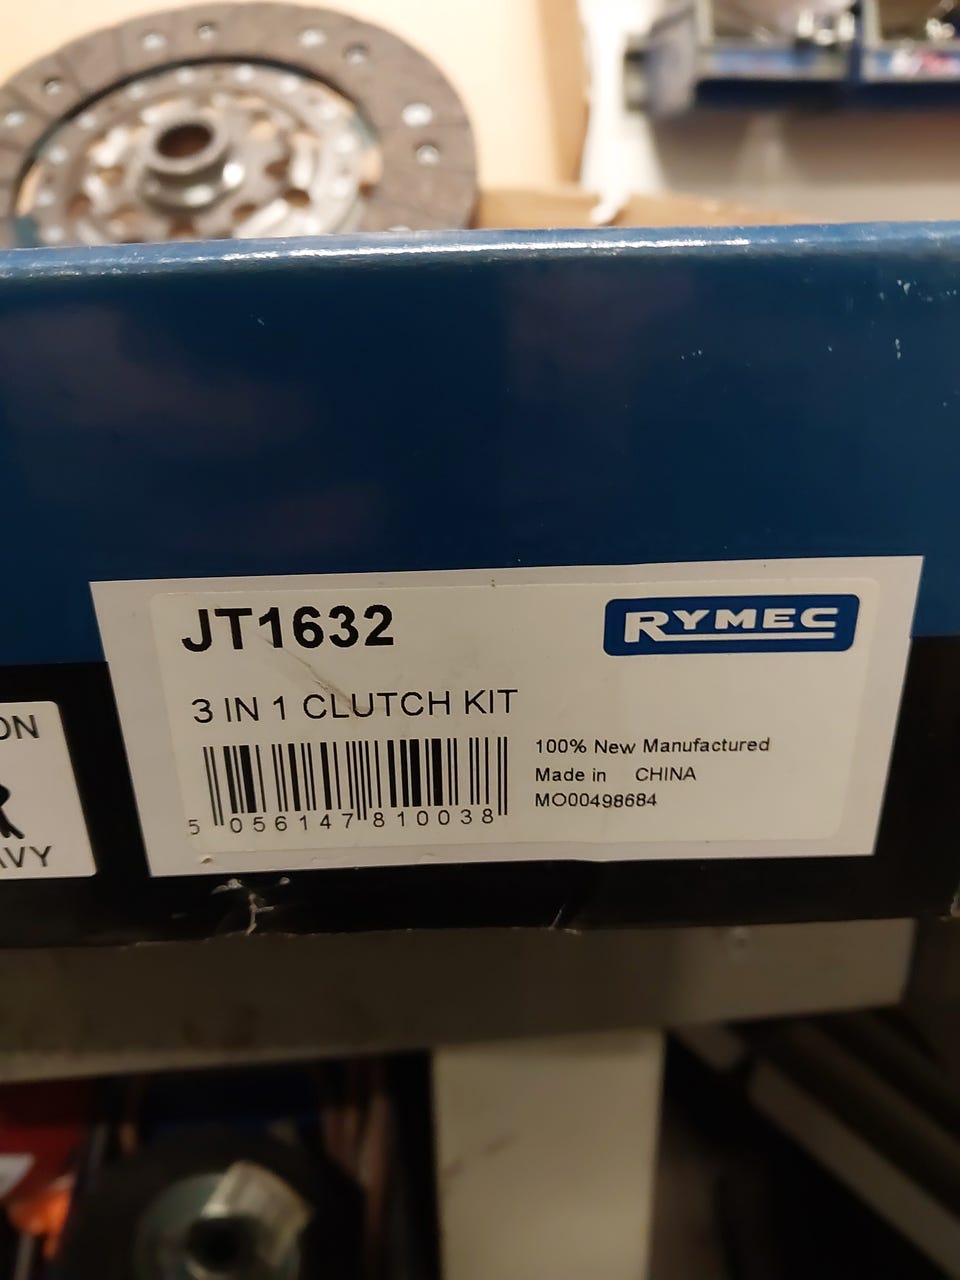 JT1632
RYMEC
3 IN 1 CLUTCH KIT
100% New Manufactured
Made in CHINA
MO00498684
5 056147 810038
ON
AVY